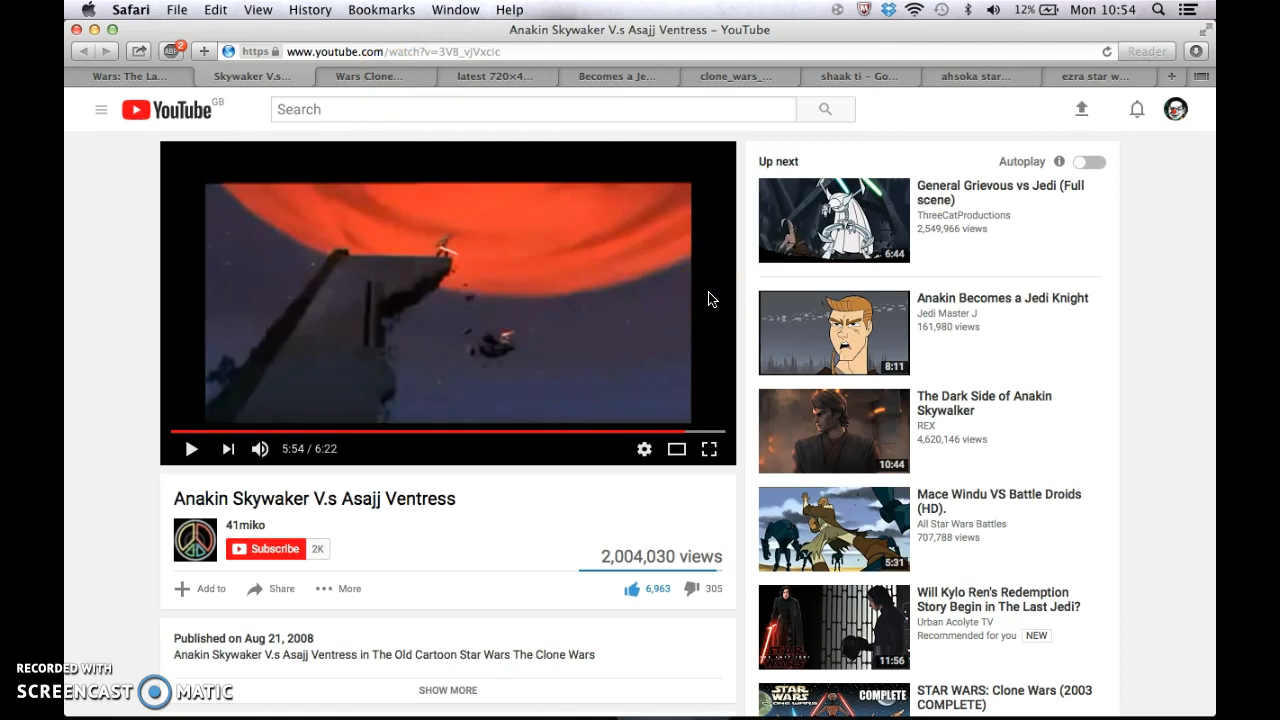 Safari File Edit View History Bookmarks Window Help 12% Mon 10:54
Anakin Skywaker V.s Asajj Ventress – YouTube
ABP 2 https www.youtube.com/watch?v=3V8_vjVxcic Reader
Wars: The La... Skywaker V.s... Wars Clone... latest 720×4... Becomes a Je... clone_wars_... shaak ti – Go... ahsoka star... ezra star w...
YouTube GB Search
Up next Autoplay
General Grievous vs Jedi (Full
scene)
ThreeCatProductions
2,549,966 views
6:44
Anakin Becomes a Jedi Knight
Jedi Master J
161,980 views
8:11
The Dark Side of Anakin
Skywalker
REX
4,620,146 views
10:44
Mace Windu VS Battle Droids
(HD).
All Star Wars Battles
707,788 views
5:31
Will Kylo Ren's Redemption
Story Begin in The Last Jedi?
Urban Acolyte TV
Recommended for you NEW
11:56
STAR WARS: Clone Wars (2003
COMPLETE)
STAR WARS COMPLETE
5:54 / 6:22
Anakin Skywaker V.s Asajj Ventress
41miko
Subscribe 2K
2,004,030 views
Add to Share More 6,963 305
Published on Aug 21, 2008
Anakin Skywaker V.s Asajj Ventress in The Old Cartoon Star Wars The Clone Wars
SHOW MORE
RECORDED WITH
SCREENCAST MATIC